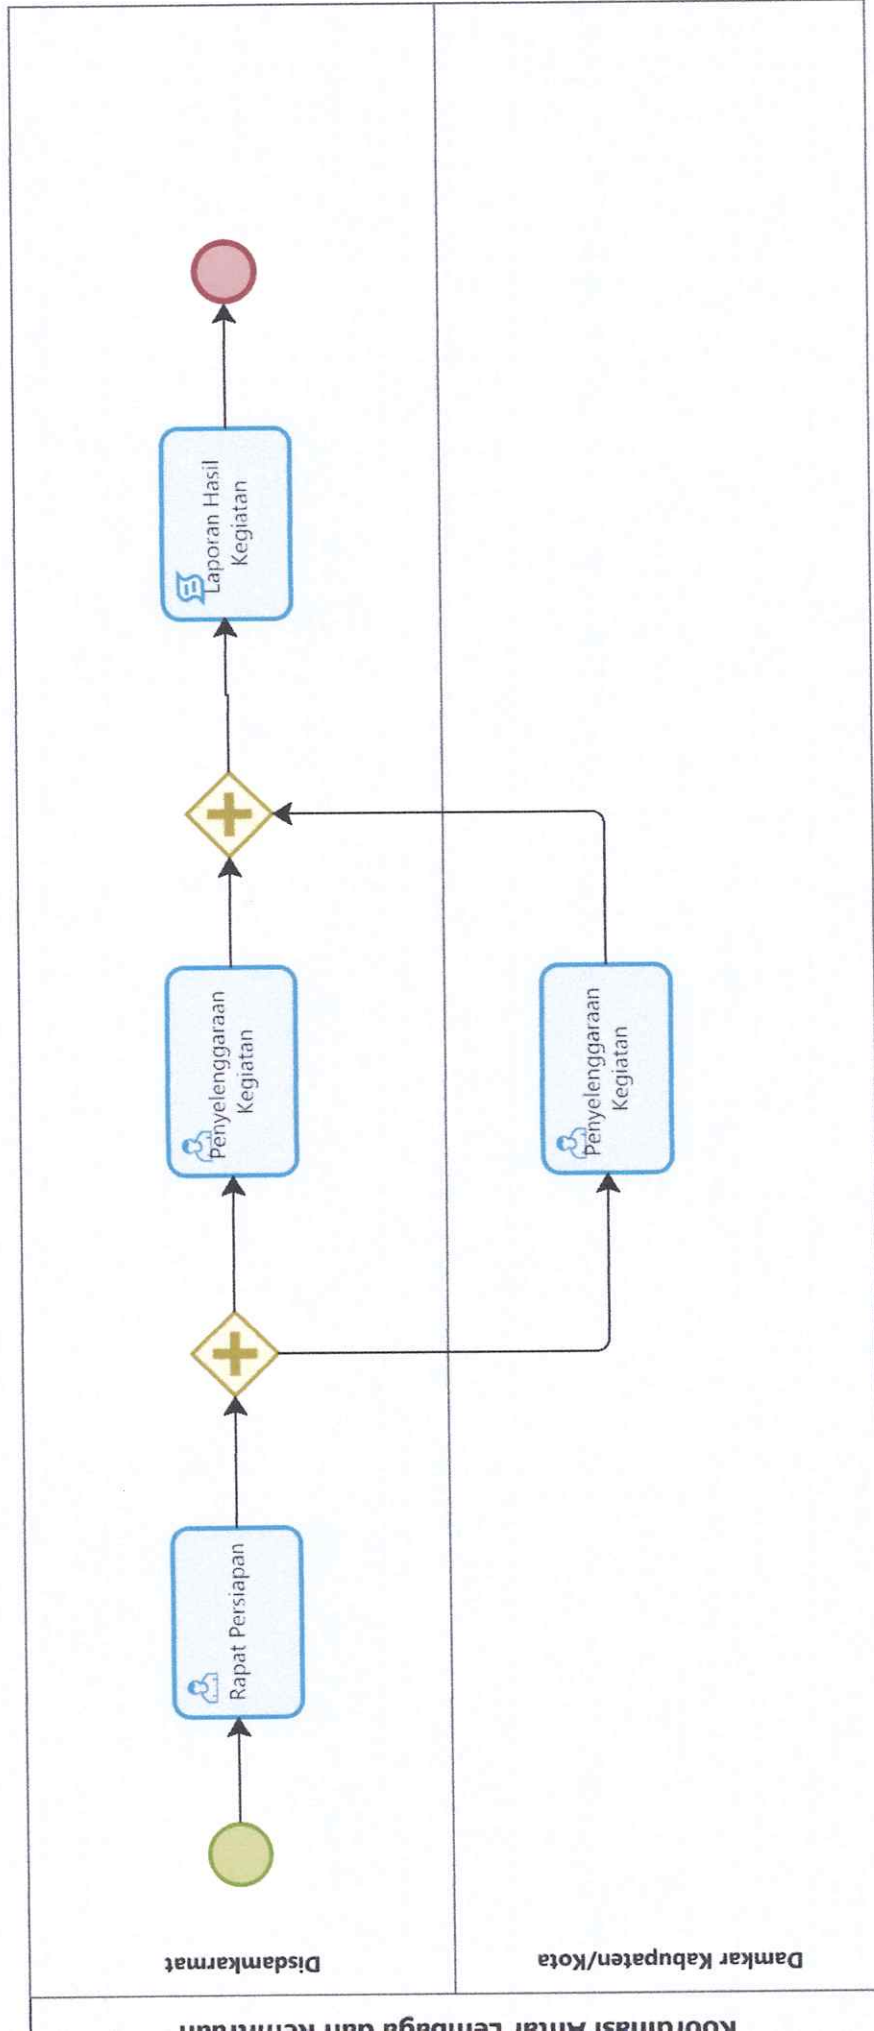 Koordinasi Antar Lembaga dan Kemitraan
Disdamkarmat
Damkar Kabupaten/Kota
Rapat Persiapan
Penyelenggaraan
Kegiatan
Penyelenggaraan
Kegiatan
Laporan Hasil
Kegiatan